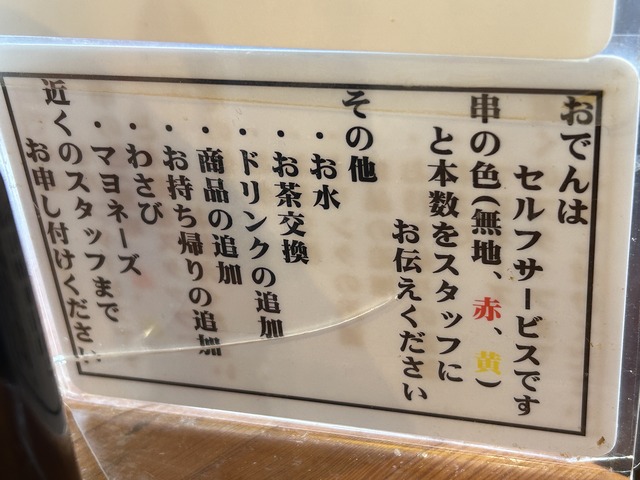 おでんは
セルフサービスです
串の色(無地、赤、黄)
と本数をスタッフに
お伝えください
その他
・お水
・お茶交換
・ドリンクの追加
・商品の追加
・お持ち帰りの追加
・わさび
・マヨネーズ
近くのスタッフまで
お申し付けください